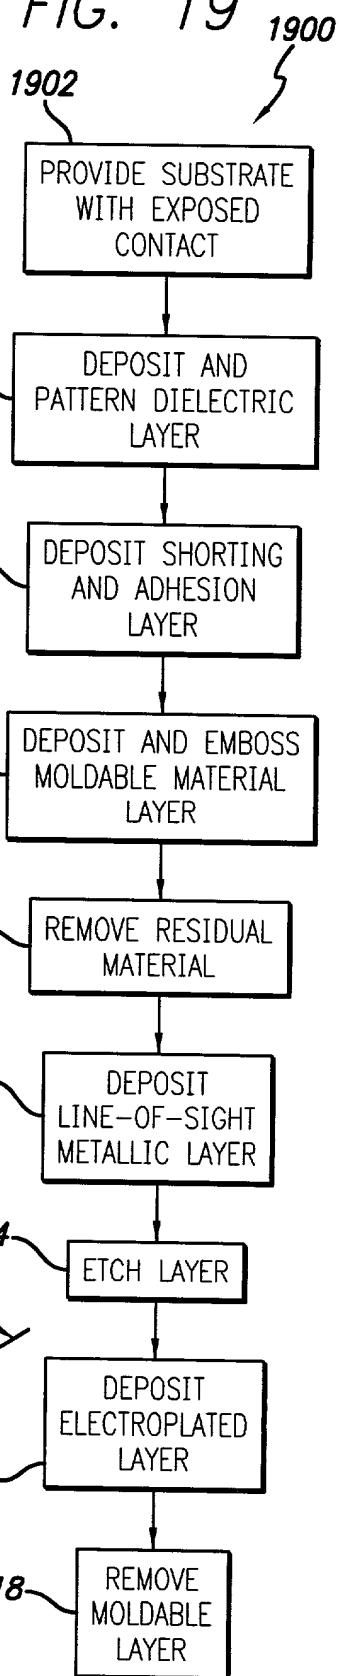 FIG. 19
1900
1902
PROVIDE SUBSTRATE
WITH EXPOSED
CONTACT
DEPOSIT AND
PATTERN DIELECTRIC
LAYER
DEPOSIT SHORTING
AND ADHESION
LAYER
DEPOSIT AND EMBOSS
MOLDABLE MATERIAL
LAYER
REMOVE RESIDUAL
MATERIAL
DEPOSIT
LINE-OF-SIGHT
METALLIC LAYER
4
ETCH LAYER
DEPOSIT
ELECTROPLATED
LAYER
18
REMOVE
MOLDABLE
LAYER